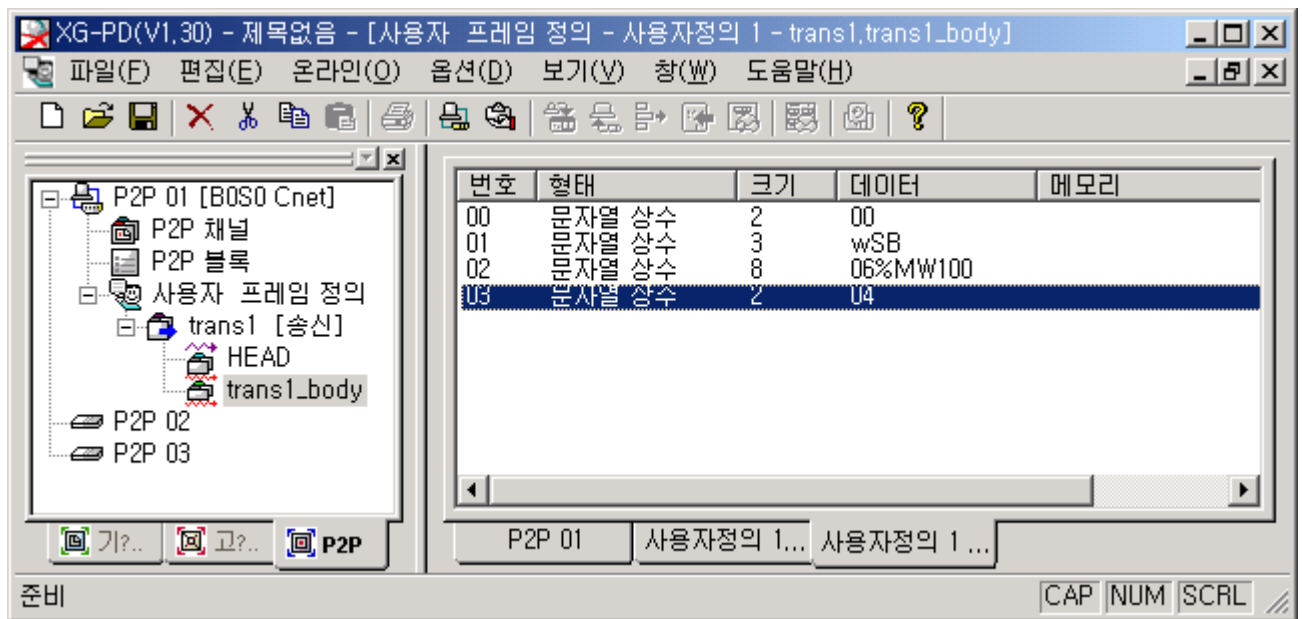 XG-PD(V1,30) - 제목없음 - [사용자 프레임 정의 - 사용자정의 1 - trans1,trans1_body]
파일(F) 편집(E) 온라인(O) 옵션(D) 보기(V) 창(W) 도움말(H)
P2P 01 [B0S0 Cnet]
P2P 채널
P2P 블록
사용자 프레임 정의
trans1 [송신]
HEAD
trans1_body
P2P 02
P2P 03
기?.. 고?.. P2P
번호 형태 크기 데이터 메모리
00 문자열 상수 2 00
01 문자열 상수 3 wSB
02 문자열 상수 8 06%MW100
03 문자열 상수 2 04
P2P 01 사용자정의 1... 사용자정의 1 ...
준비 CAP NUM SCRL